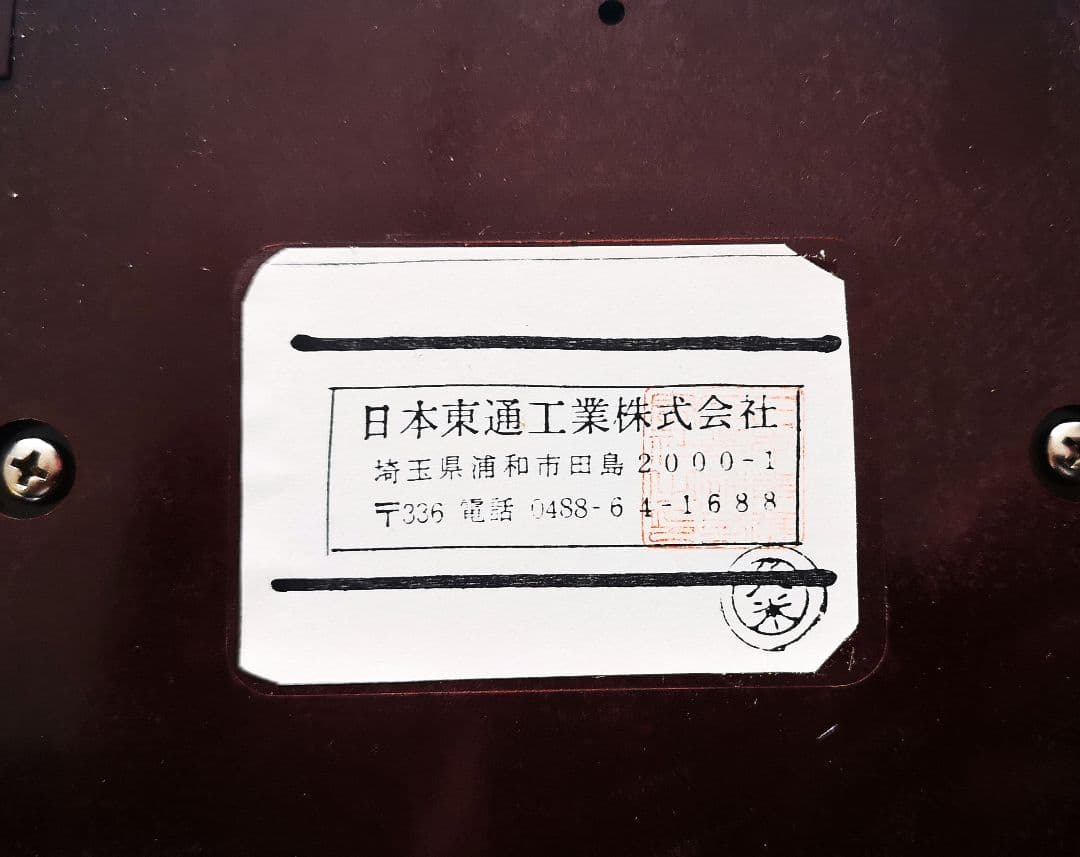 日本東通工業株式会社
埼玉県浦和市田島2000-1
〒336 電話 0488-64-1688